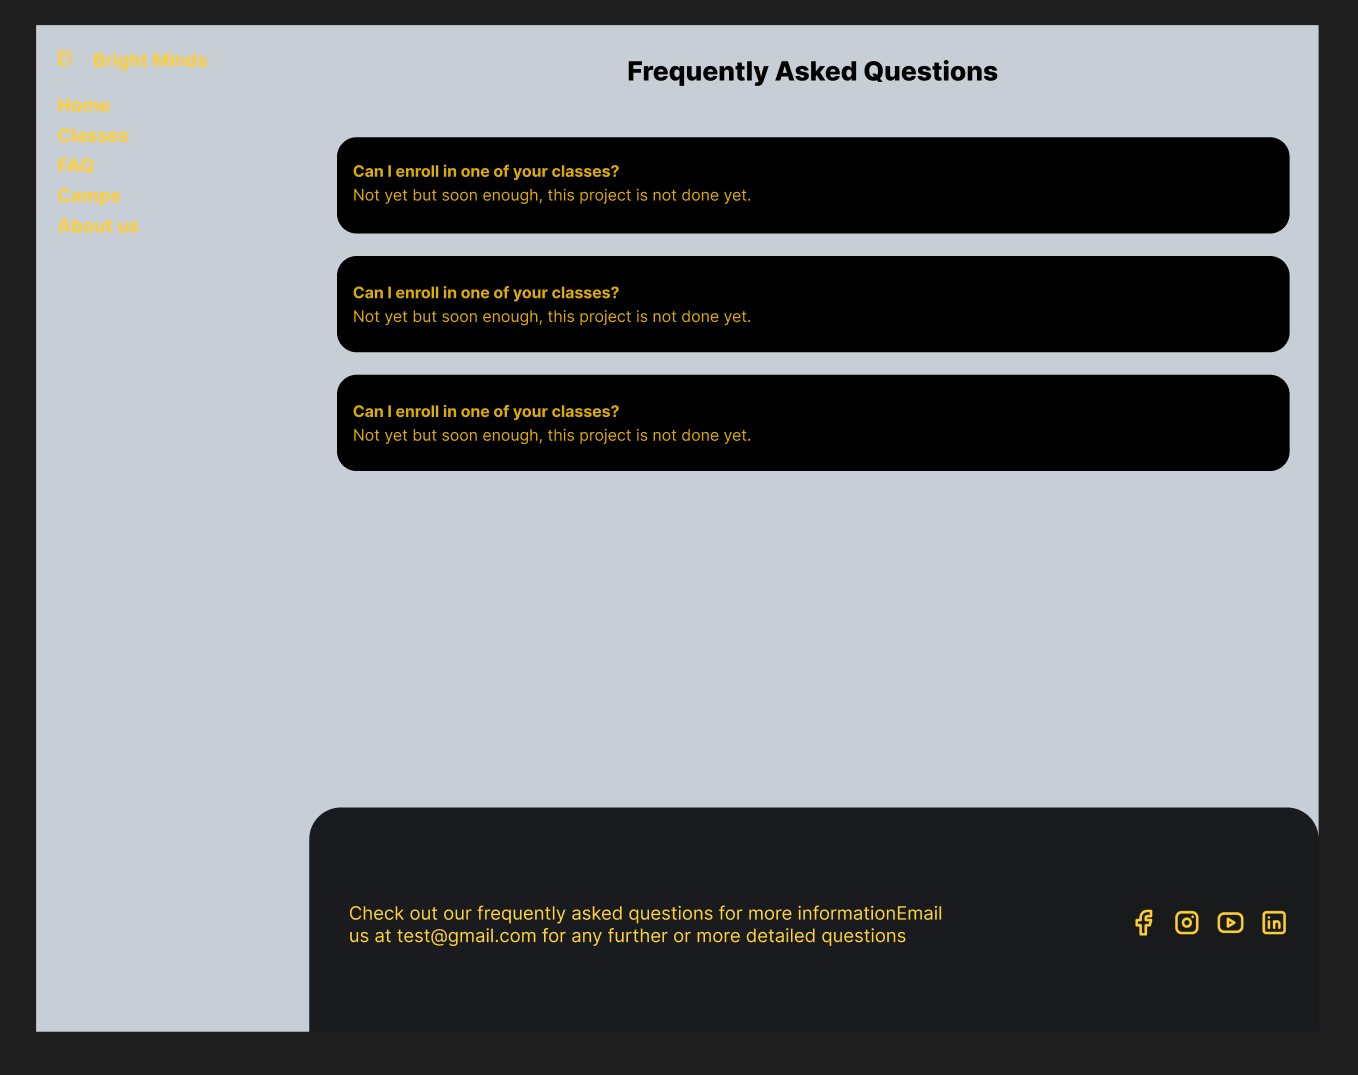 Bright Minds
Home
Classes
FAQ
Camps
About us
Frequently Asked Questions
Can I enroll in one of your classes?
Not yet but soon enough, this project is not done yet.
Can I enroll in one of your classes?
Not yet but soon enough, this project is not done yet.
Can I enroll in one of your classes?
Not yet but soon enough, this project is not done yet.
Check out our frequently asked questions for more informationEmail
us at test@gmail.com for any further or more detailed questions